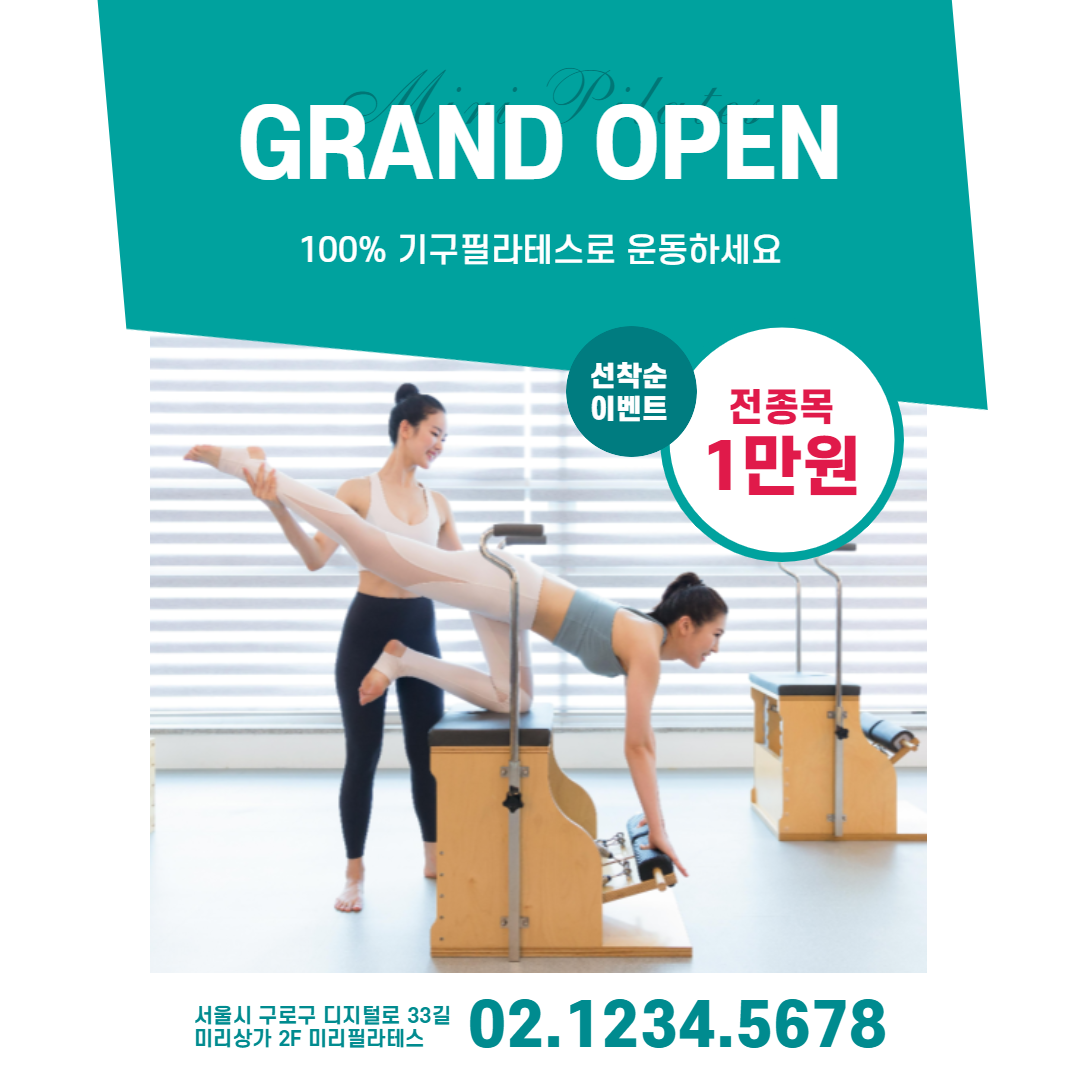 Mini Pilates
GRAND OPEN
100% 기구필라테스로 운동하세요
선착순
이벤트
전종목
1만원
서울시 구로구 디지털로 33길
미리상가 2F 미리필라테스
02.1234.5678